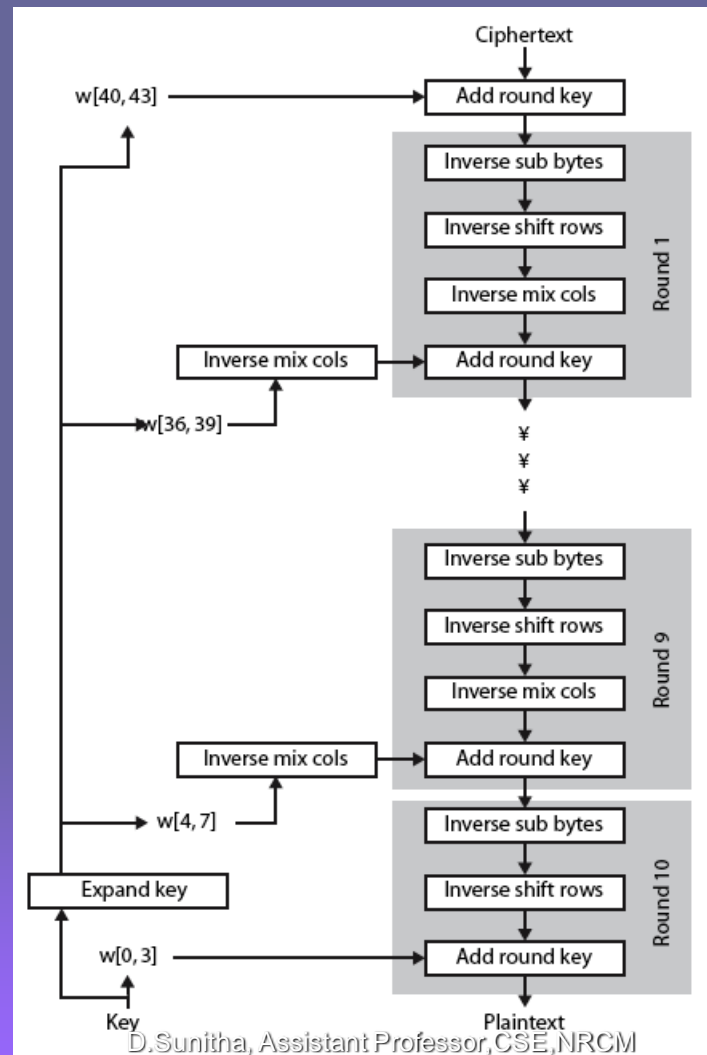 Ciphertext
w[40, 43]
Add round key
Inverse sub bytes
Inverse shift rows
Inverse mix cols
Round 1
Inverse mix cols
Add round key
w[36, 39]
¥
¥
¥
Inverse sub bytes
Inverse shift rows
Inverse mix cols
Round 9
Inverse mix cols
Add round key
w[4, 7]
Inverse sub bytes
Expand key
Inverse shift rows
Round 10
w[0, 3]
Add round key
Key
Plaintext
D.Sunitha, Assistant Professor,CSE,NRCM